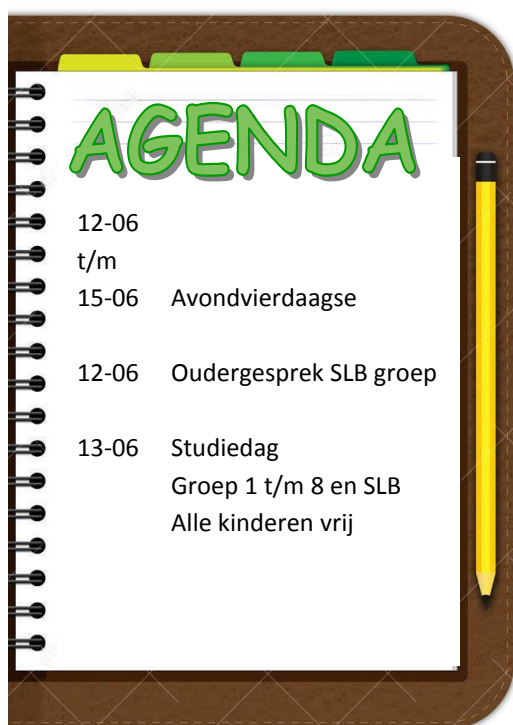 AGENDA
12-06
t/m
15-06 Avondvierdaagse
12-06 Oudergesprek SLB groep
13-06 Studiedag
Groep 1 t/m 8 en SLB
Alle kinderen vrij